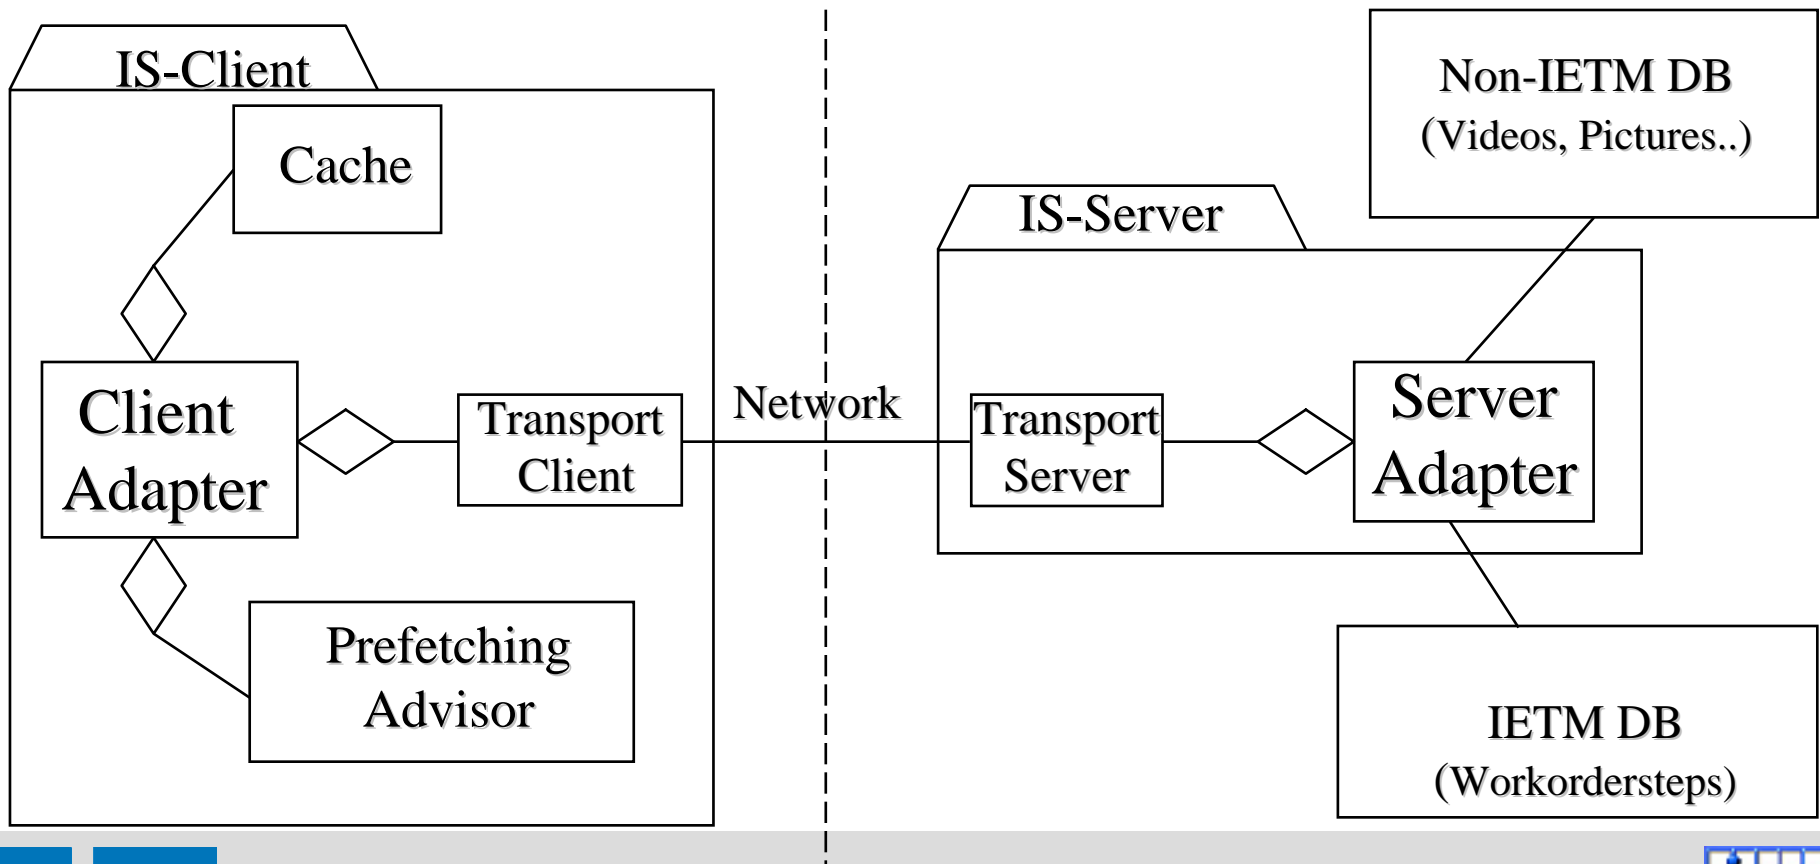 IS-Client
Cache
Client
Adapter
Transport
Client
Prefetching
Advisor
Network
IS-Server
Transport
Server
Server
Adapter
Non-IETM DB
(Videos, Pictures..)
IETM DB
(Workordersteps)